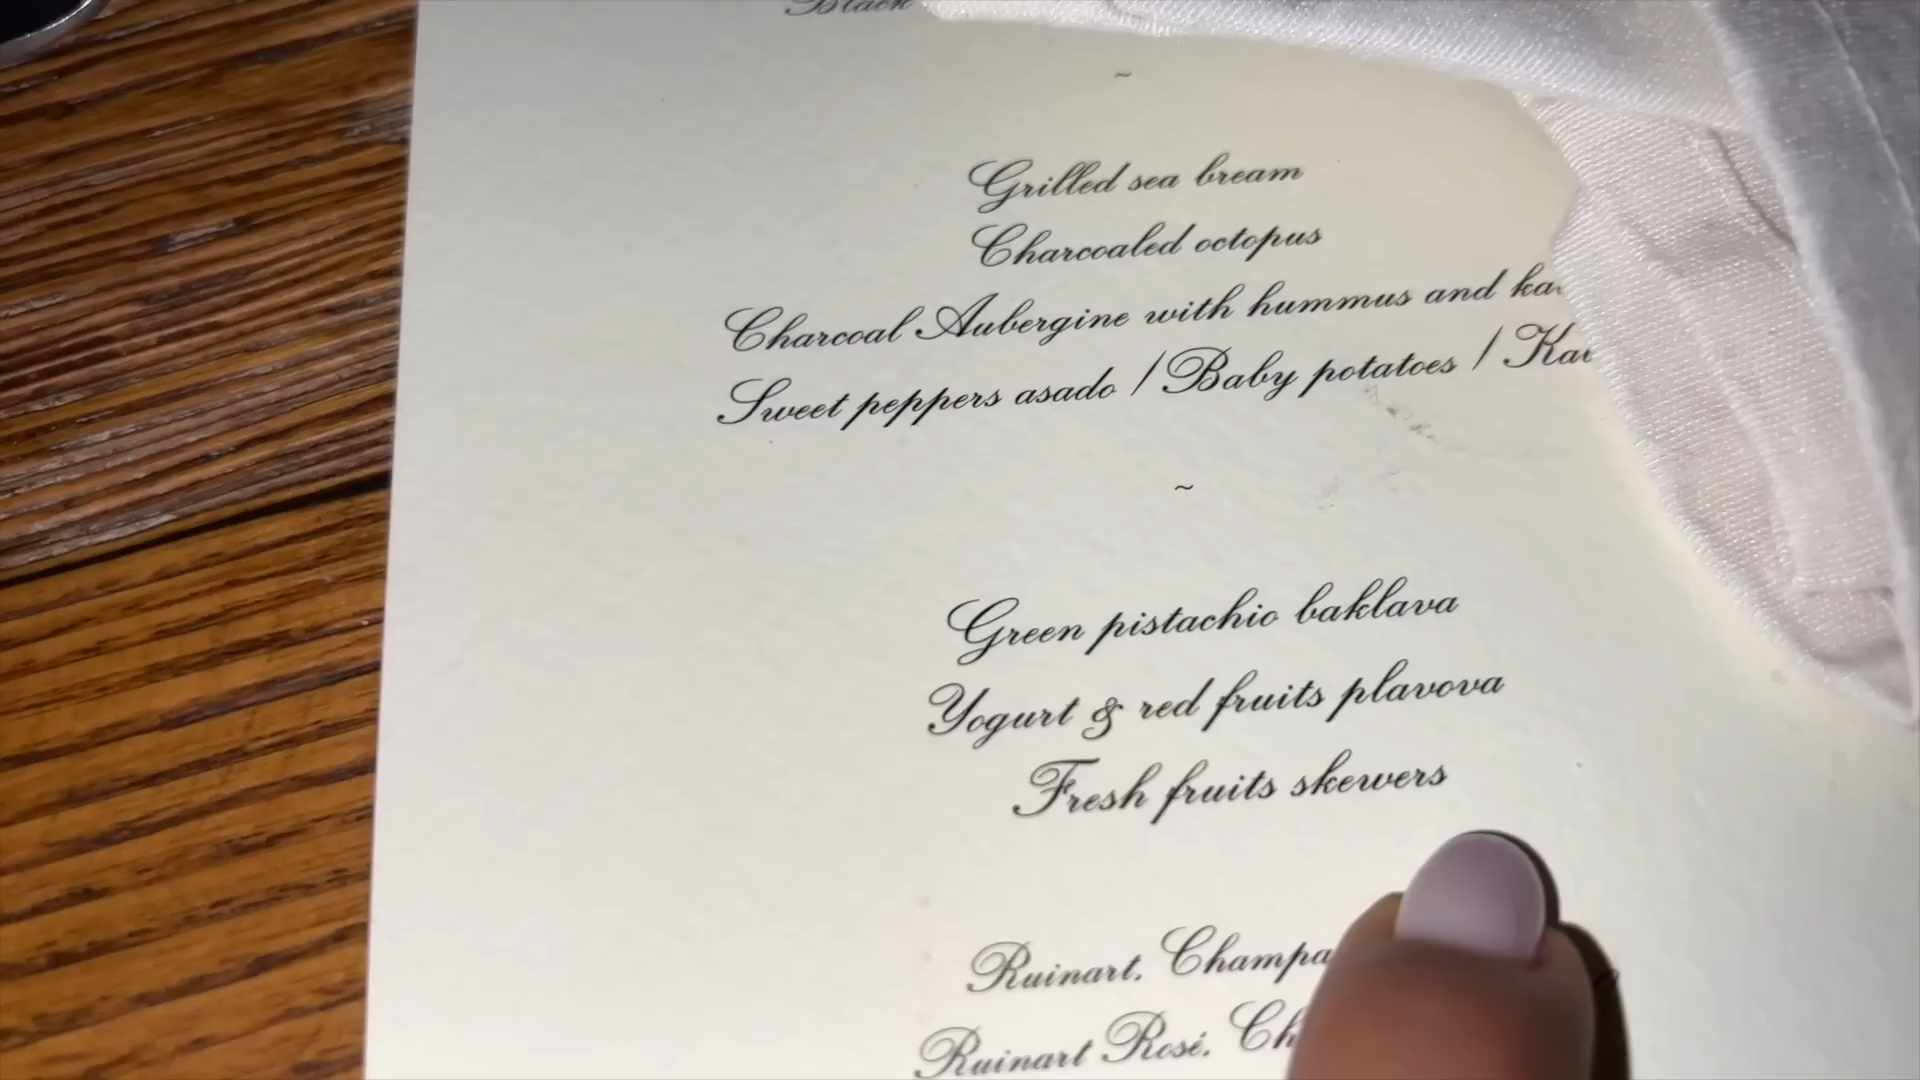 Black
~
Grilled sea bream
Charcoaled octopus
Charcoal Aubergine with hummus and
Sweet peppers asado / Baby potatoes /
~
Green pistachio baklava
Yogurt & red fruits plavova
Fresh fruits skewers
Ruinart.
Ruinart Rosé.